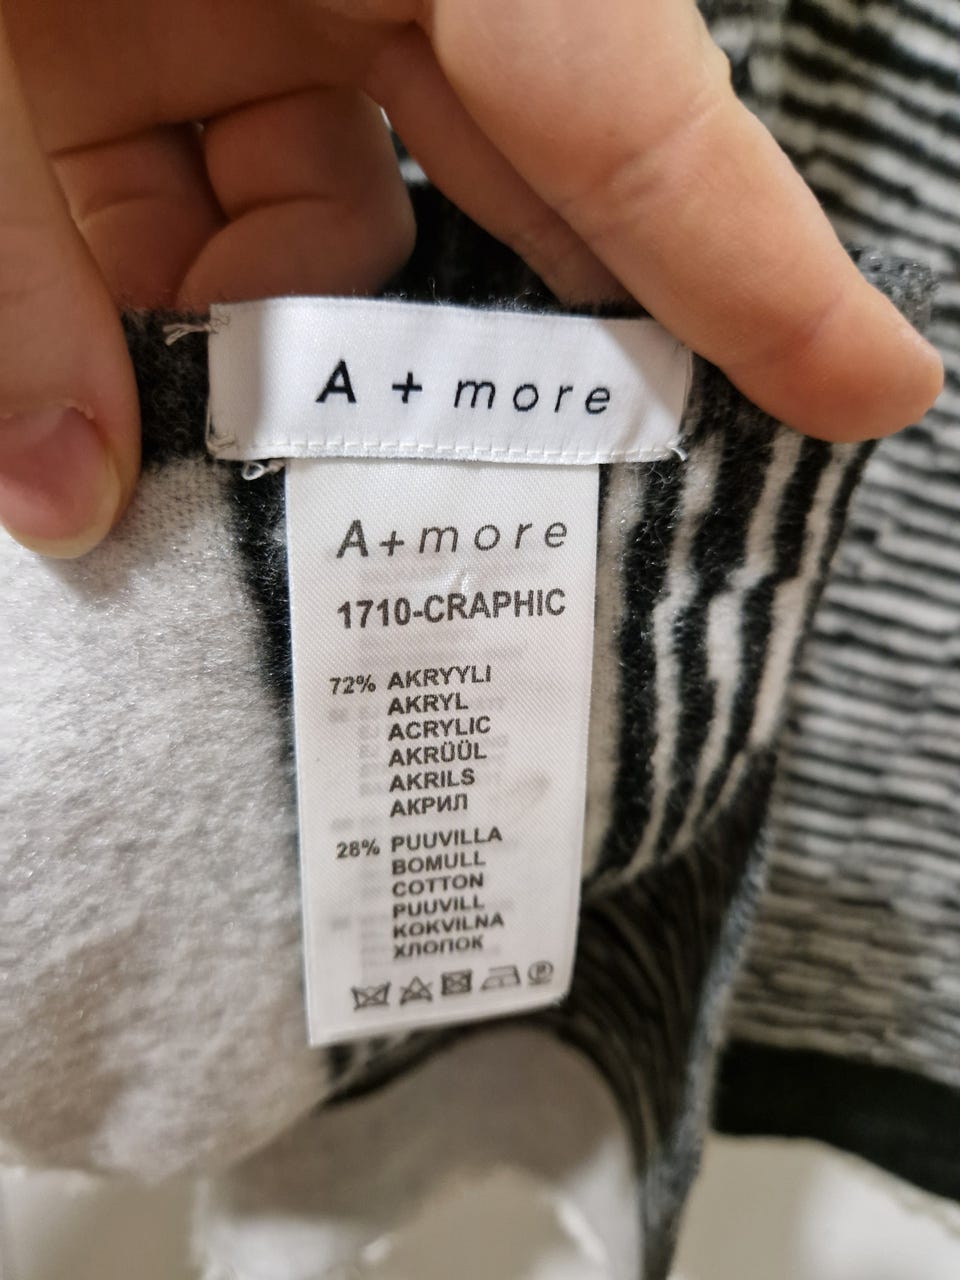 A + more
A+more
1710-CRAPHIC
72% AKRYYLI
AKRYL
ACRYLIC
AKRÜÜL
AKRILS
АКРИЛ
28% PUUVILLA
BOMULL
COTTON
PUUVILL
KOKVILNA
ХЛОПОК
P